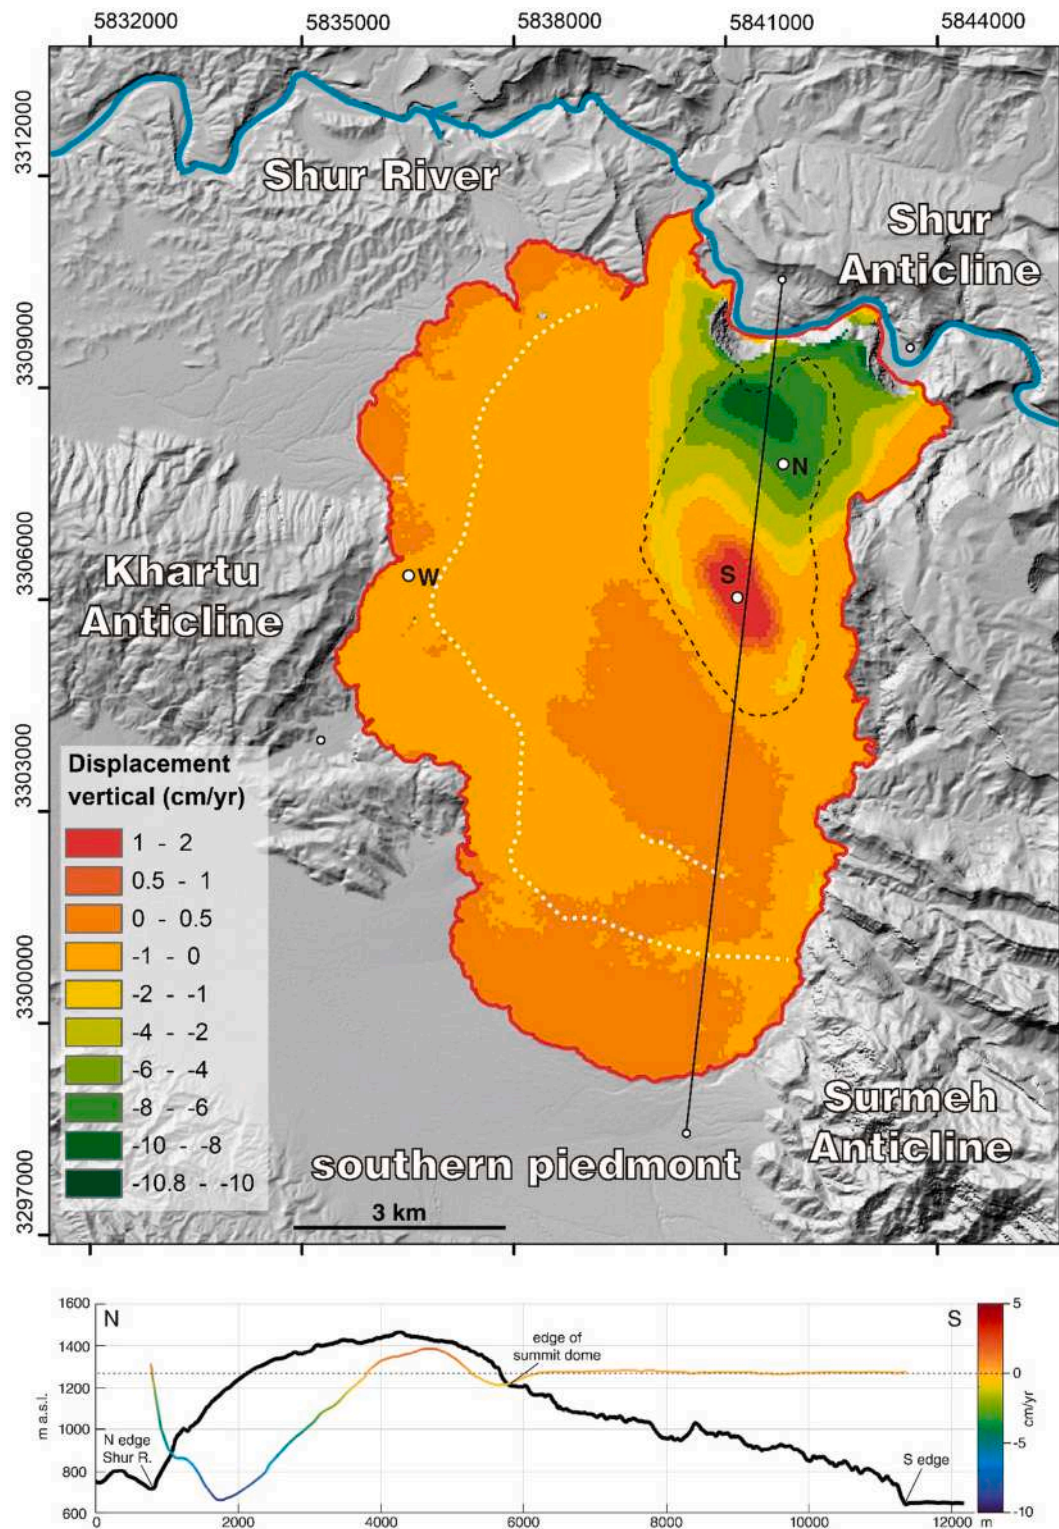 5832000 5835000 5838000 5841000 5844000
3312000
Shur River
Shur
Anticline
3309000
N
3306000
Khartu
Anticline
W
S
3303000
Displacement
vertical (cm/yr)
1 - 2
0.5 - 1
0 - 0.5
-1 - 0
-2 - -1
-4 - -2
-6 - -4
-8 - -6
-10 - -8
-10.8 - -10
3300000
Surmeh
Anticline
southern piedmont
3297000
3 km
1600
N
S
5
edge of
summit dome
1400
1200
0
m a.s.l.
cm/yr
1000
N edge
Shur R.
-5
800
S edge
600
-10
0 2000 4000 6000 8000 10000 12000 m